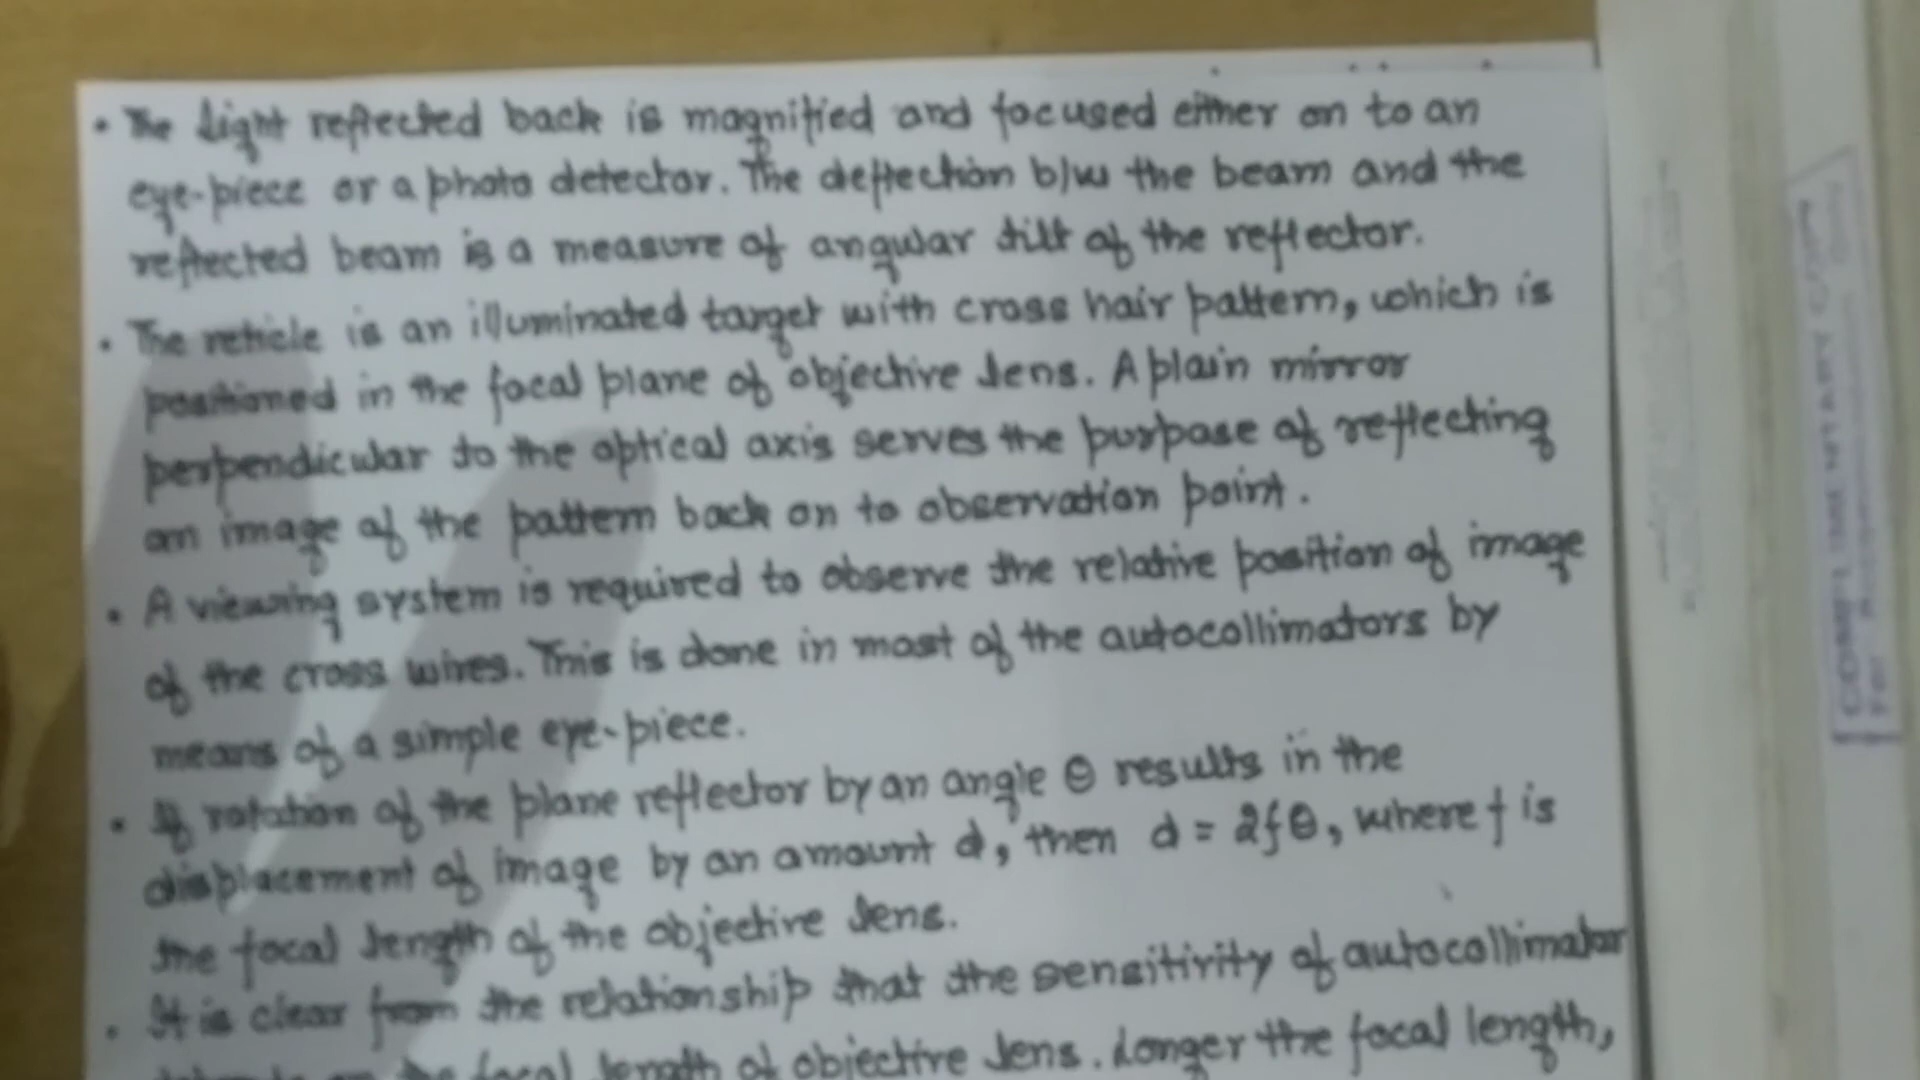 • The light reflected back is magnified and focused either on to an
eye-piece or a photo detector. The deflection b/w the beam and the
reflected beam is a measure of angular tilt of the reflector.
• The reticle is an illuminated target with cross hair pattern, which is
positioned in the focal plane of objective lens. A plain mirror
perpendicular to the optical axis serves the purpose of reflecting
an image of the pattern back on to observation point.
• A viewing system is required to observe the relative position of image
of the cross wires. This is done in most of the autocollimators by
means of a simple eye-piece.
• If rotation of the plane reflector by an angle θ results in the
displacement of image by an amount d, then d = 2fθ, where f is
the focal length of the objective lens.
• It is clear from the relationship that the sensitivity of autocollimator
focal length of objective lens. Longer the focal length,
COMPLIMENTARY COPY